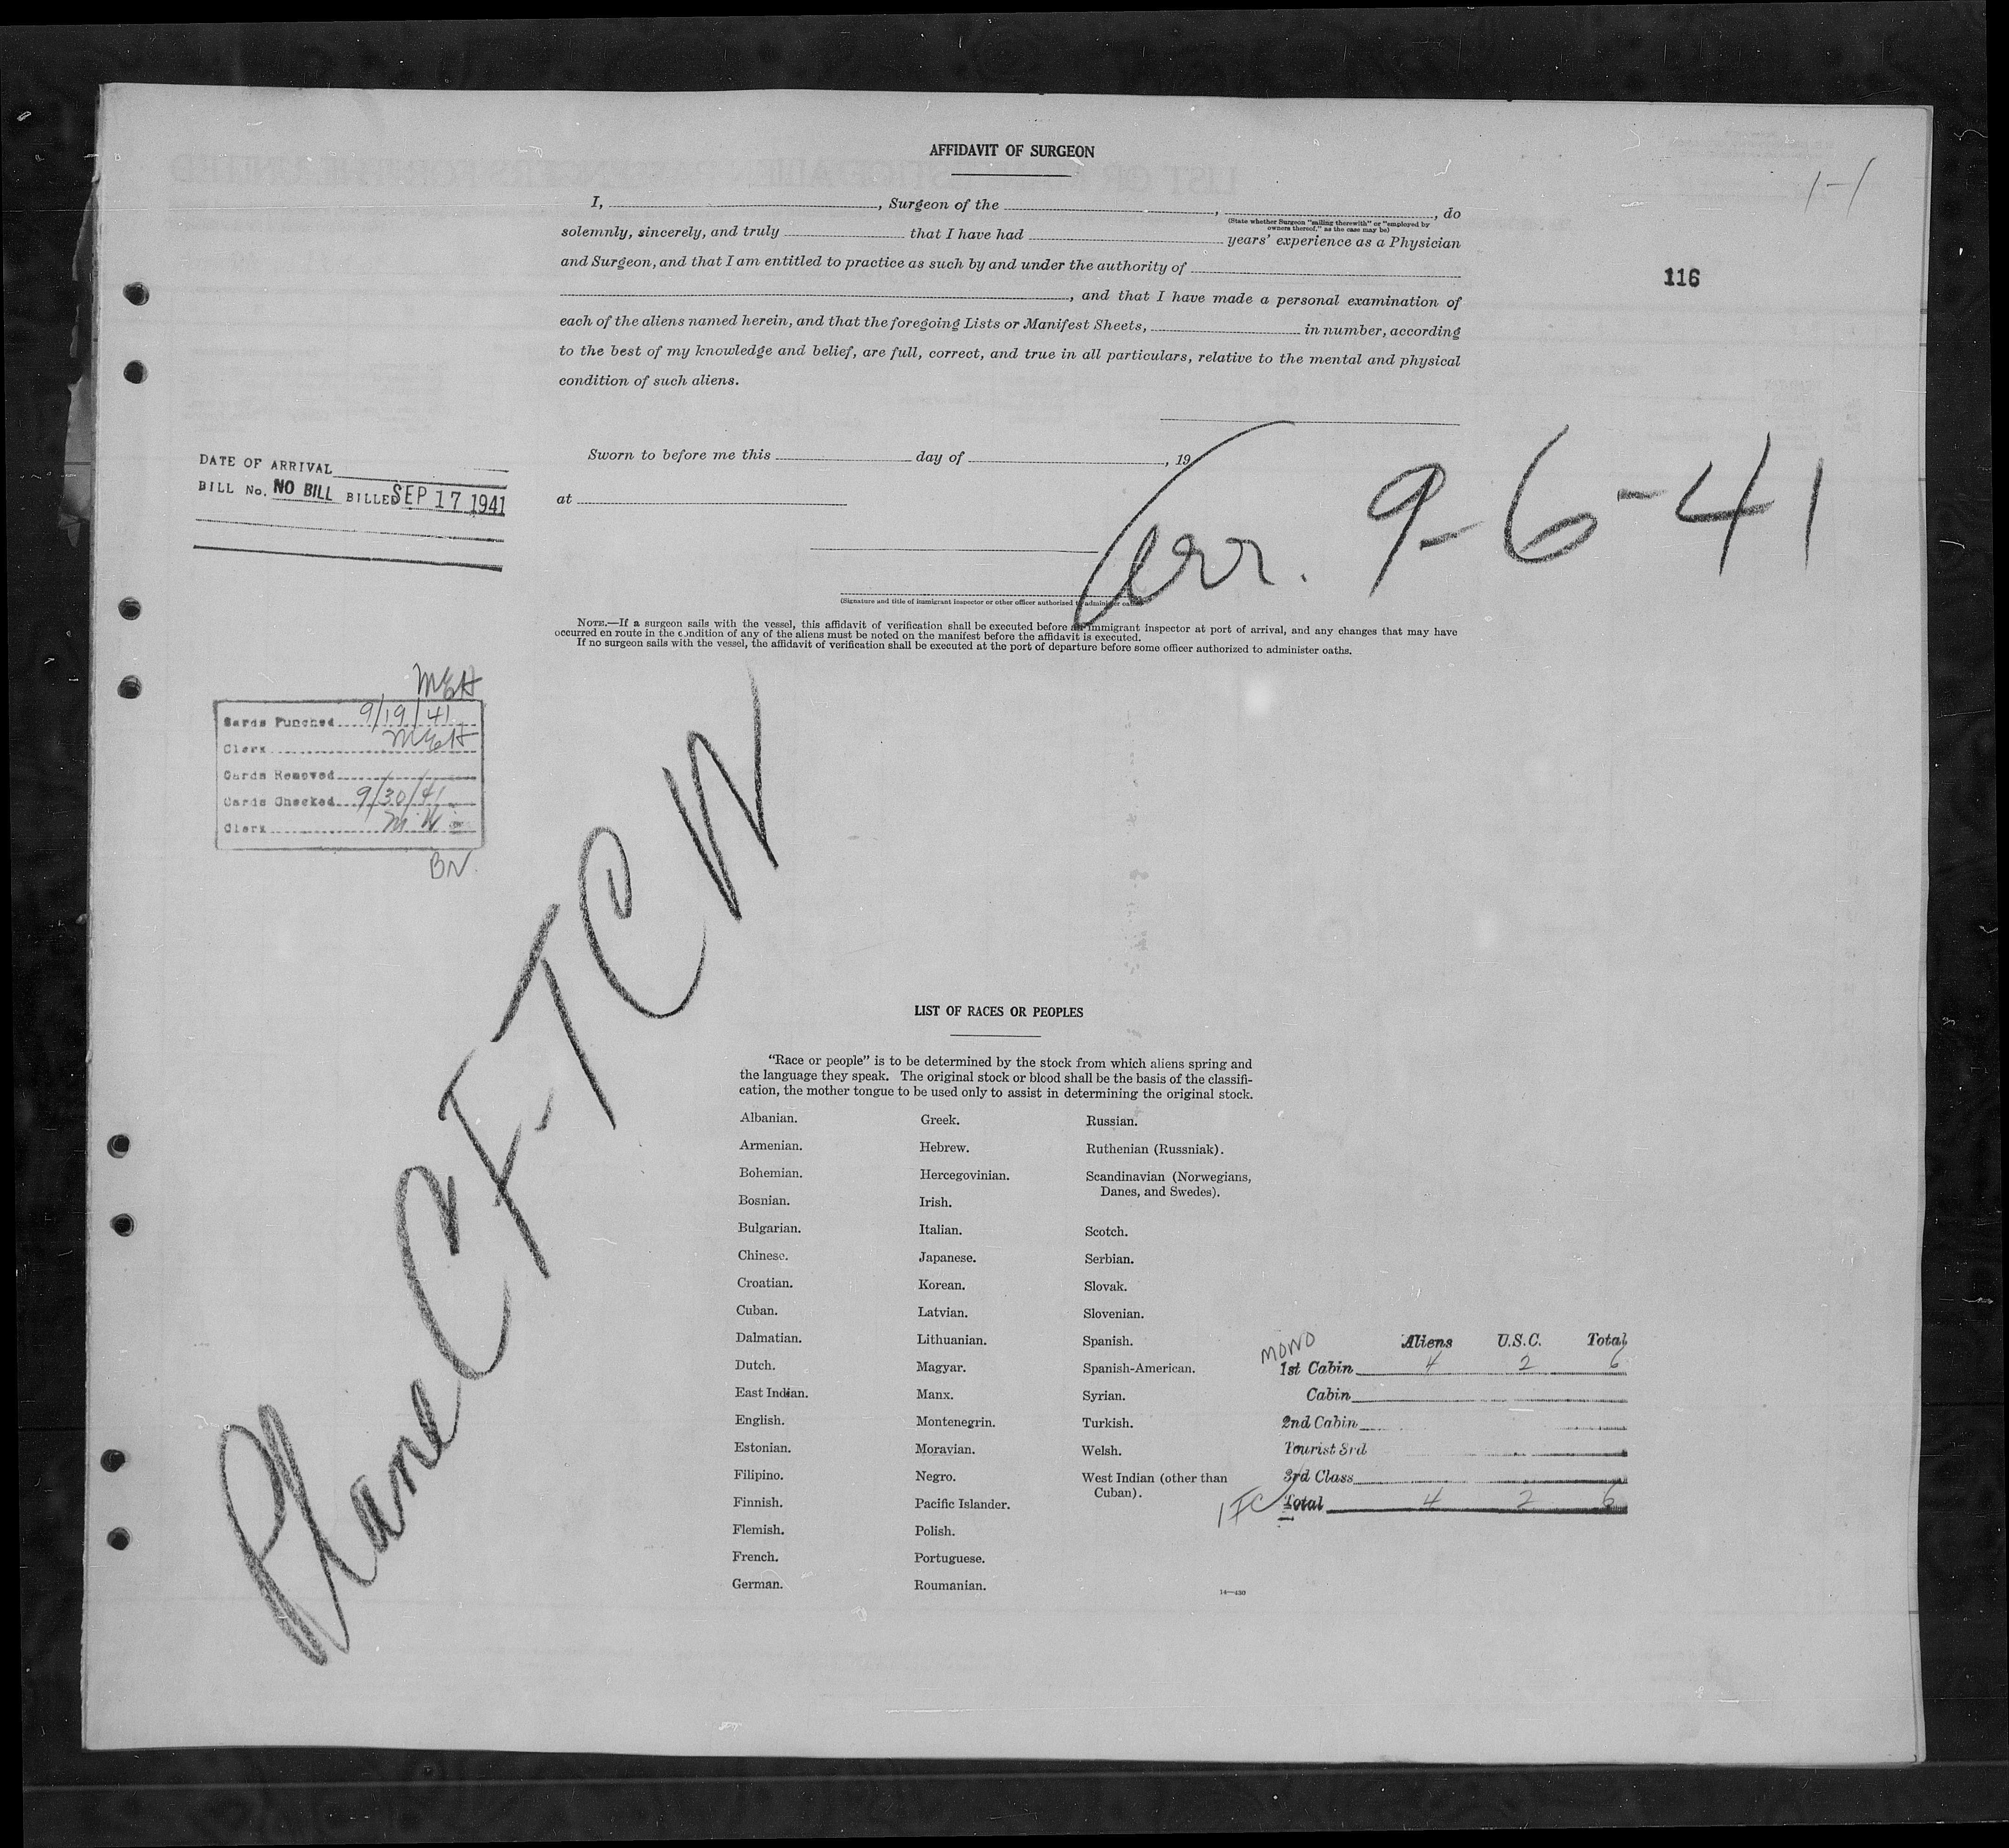 AFFIDAVIT OF SURGEON
1-1
I, , Surgeon of the , , do
(State whether Surgeon "sailing therewith" or "employed by
owners thereof," as the case may be)
solemnly, sincerely, and truly that I have had years' experience as a Physician
and Surgeon, and that I am entitled to practice as such by and under the authority of
116
, and that I have made a personal examination of
each of the aliens named herein, and that the foregoing Lists or Manifest Sheets, in number, according
to the best of my knowledge and belief, are full, correct, and true in all particulars, relative to the mental and physical
condition of such aliens.
Sworn to before me this day of , 19
at
arr. 9-6-41
DATE OF ARRIVAL
BILL No. NO BILL BILLED SEP 17 1941
(Signature and title of immigrant inspector or other officer authorized to administer oaths)
NOTE.—If a surgeon sails with the vessel, this affidavit of verification shall be executed before an immigrant inspector at port of arrival, and any changes that may have
occurred en route in the condition of any of the aliens must be noted on the manifest before the affidavit is executed.
If no surgeon sails with the vessel, the affidavit of verification shall be executed at the port of departure before some officer authorized to administer oaths.
MEH
Cards Punched 9/19/41
Clerk MEH
Cards Removed
Cards Checked 9/30/41
Clerk M.W.
BN
Plane CF-TCN
LIST OF RACES OR PEOPLES
"Race or people" is to be determined by the stock from which aliens spring and
the language they speak. The original stock or blood shall be the basis of the classifi-
cation, the mother tongue to be used only to assist in determining the original stock.
Albanian.
Armenian.
Bohemian.
Bosnian.
Bulgarian.
Chinese.
Croatian.
Cuban.
Dalmatian.
Dutch.
East Indian.
English.
Estonian.
Filipino.
Finnish.
Flemish.
French.
German.
Greek.
Hebrew.
Hercegovinian.
Irish.
Italian.
Japanese.
Korean.
Latvian.
Lithuanian.
Magyar.
Manx.
Montenegrin.
Moravian.
Negro.
Pacific Islander.
Polish.
Portuguese.
Roumanian.
Russian.
Ruthenian (Russniak).
Scandinavian (Norwegians,
Danes, and Swedes).
Scotch.
Serbian.
Slovak.
Slovenian.
Spanish.
Spanish-American.
Syrian.
Turkish.
Welsh.
West Indian (other than
Cuban).
MONO
Aliens U.S.C. Total
1st Cabin 4 2 6
Cabin
2nd Cabin
Tourist 3rd
3rd Class
Total 4 2 6
14—430